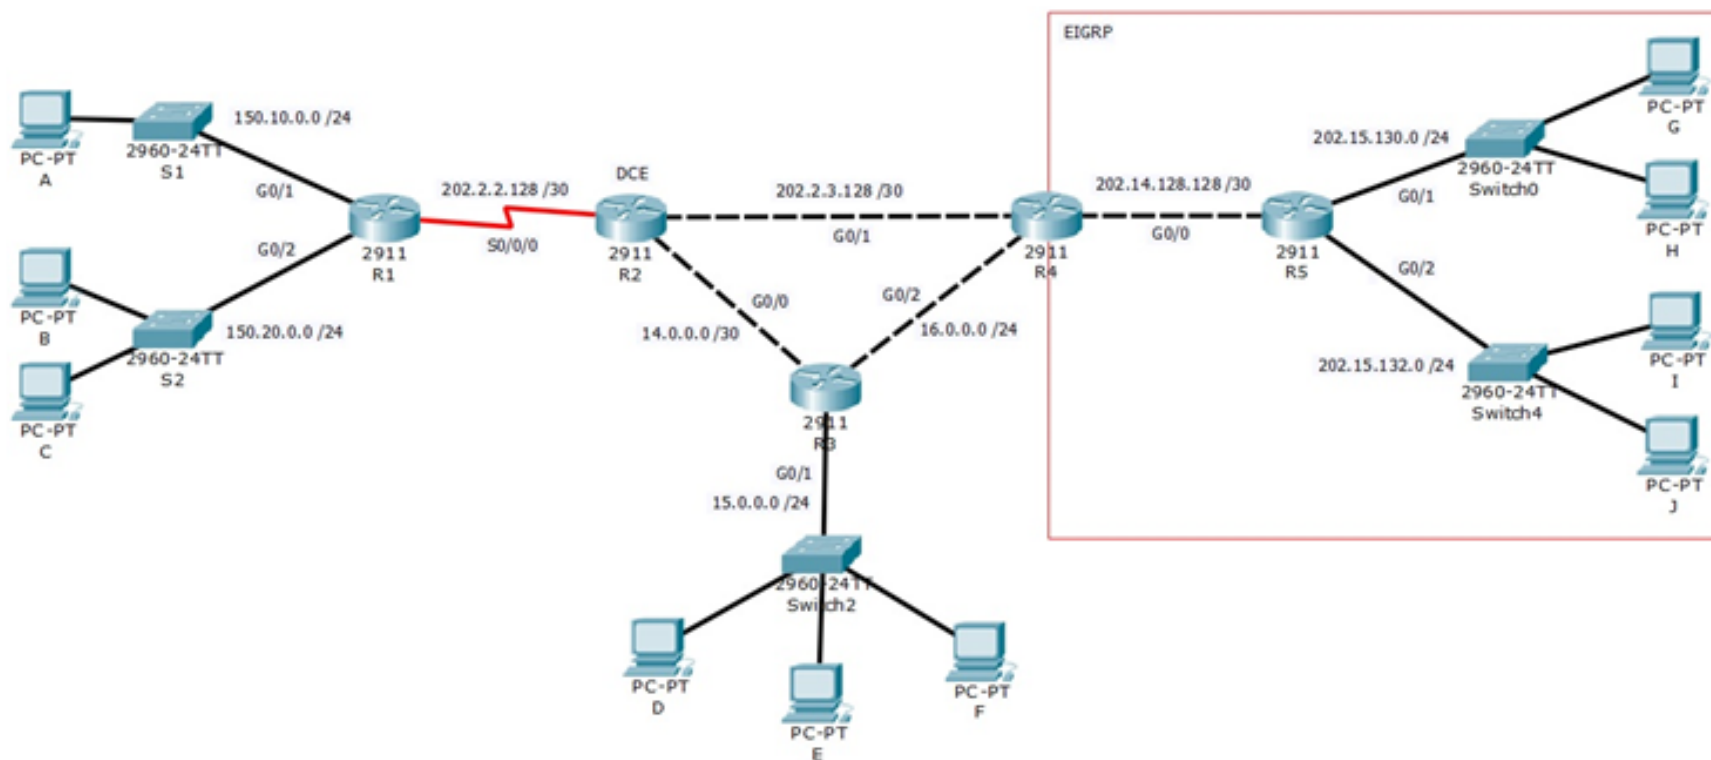 EIGRP
PC-PT
A
2960-24TT
S1
150.10.0.0 /24
G0/1
PC-PT
B
PC-PT
C
2960-24TT
S2
150.20.0.0 /24
G0/2
2911
R1
202.2.2.128 /30
S0/0/0
DCE
2911
R2
202.2.3.128 /30
G0/1
G0/0
14.0.0.0 /30
G0/2
16.0.0.0 /24
2911
R3
G0/1
15.0.0.0 /24
2960-24TT
Switch2
PC-PT
D
PC-PT
E
PC-PT
F
2911
R4
202.14.128.128 /30
G0/0
2911
R5
202.15.130.0 /24
G0/1
2960-24TT
Switch0
PC-PT
G
PC-PT
H
G0/2
202.15.132.0 /24
2960-24TT
Switch4
PC-PT
I
PC-PT
J